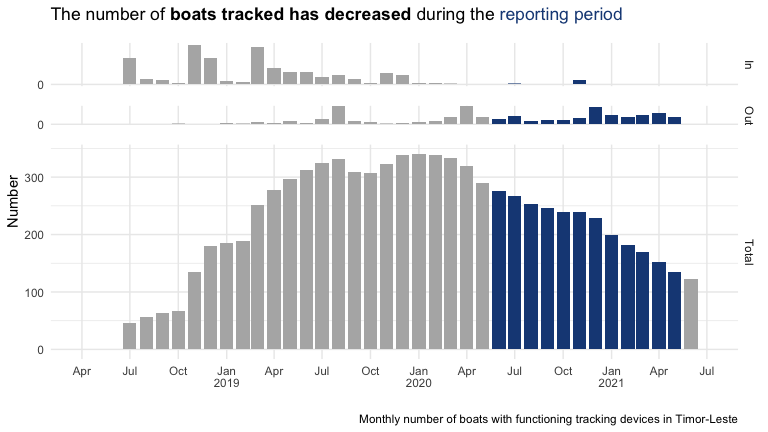 The number of boats tracked has decreased during the reporting period
In
0
Out
0
Number
Total
300
200
100
0
Apr Jul Oct Jan Apr Jul Oct Jan Apr Jul Oct Jan Apr Jul
2019 2020 2021
Monthly number of boats with functioning tracking devices in Timor-Leste